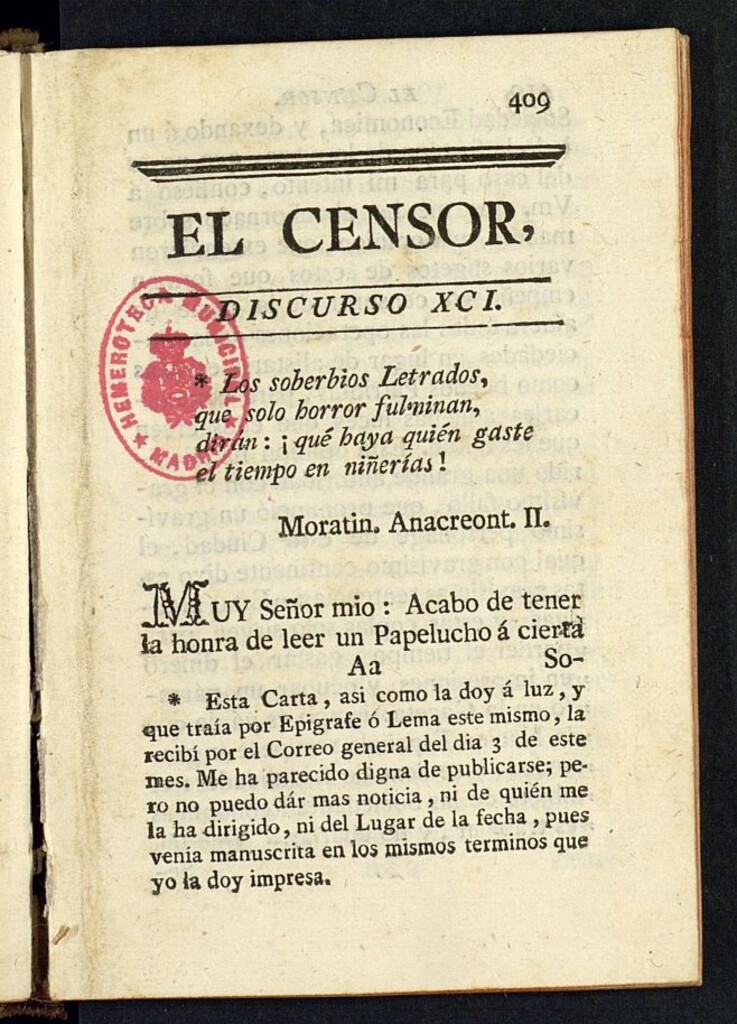 409
EL CENSOR,
DISCURSO XCI.
* Los soberbios Letrados,
que solo horror fulminan,
dirán : ¡ qué haya quién gaste
el tiempo en niñerías !
Moratin. Anacreont. II.
MUY Señor mio : Acabo de tener
la honra de leer un Papelucho á cierta
Aa So-
* Esta Carta , asi como la doy á luz , y
que traía por Epigrafe ó Lema este mismo , la
recibí por el Correo general del dia 3 de este
mes. Me ha parecido digna de publicarse; pe-
ro no puedo dár mas noticia , ni de quién me
la ha dirigido , ni del Lugar de la fecha , pues
venía manuscrita en los mismos terminos que
yo la doy impresa.
HEMEROTECA MUNICIPAL
★ MADRID ★